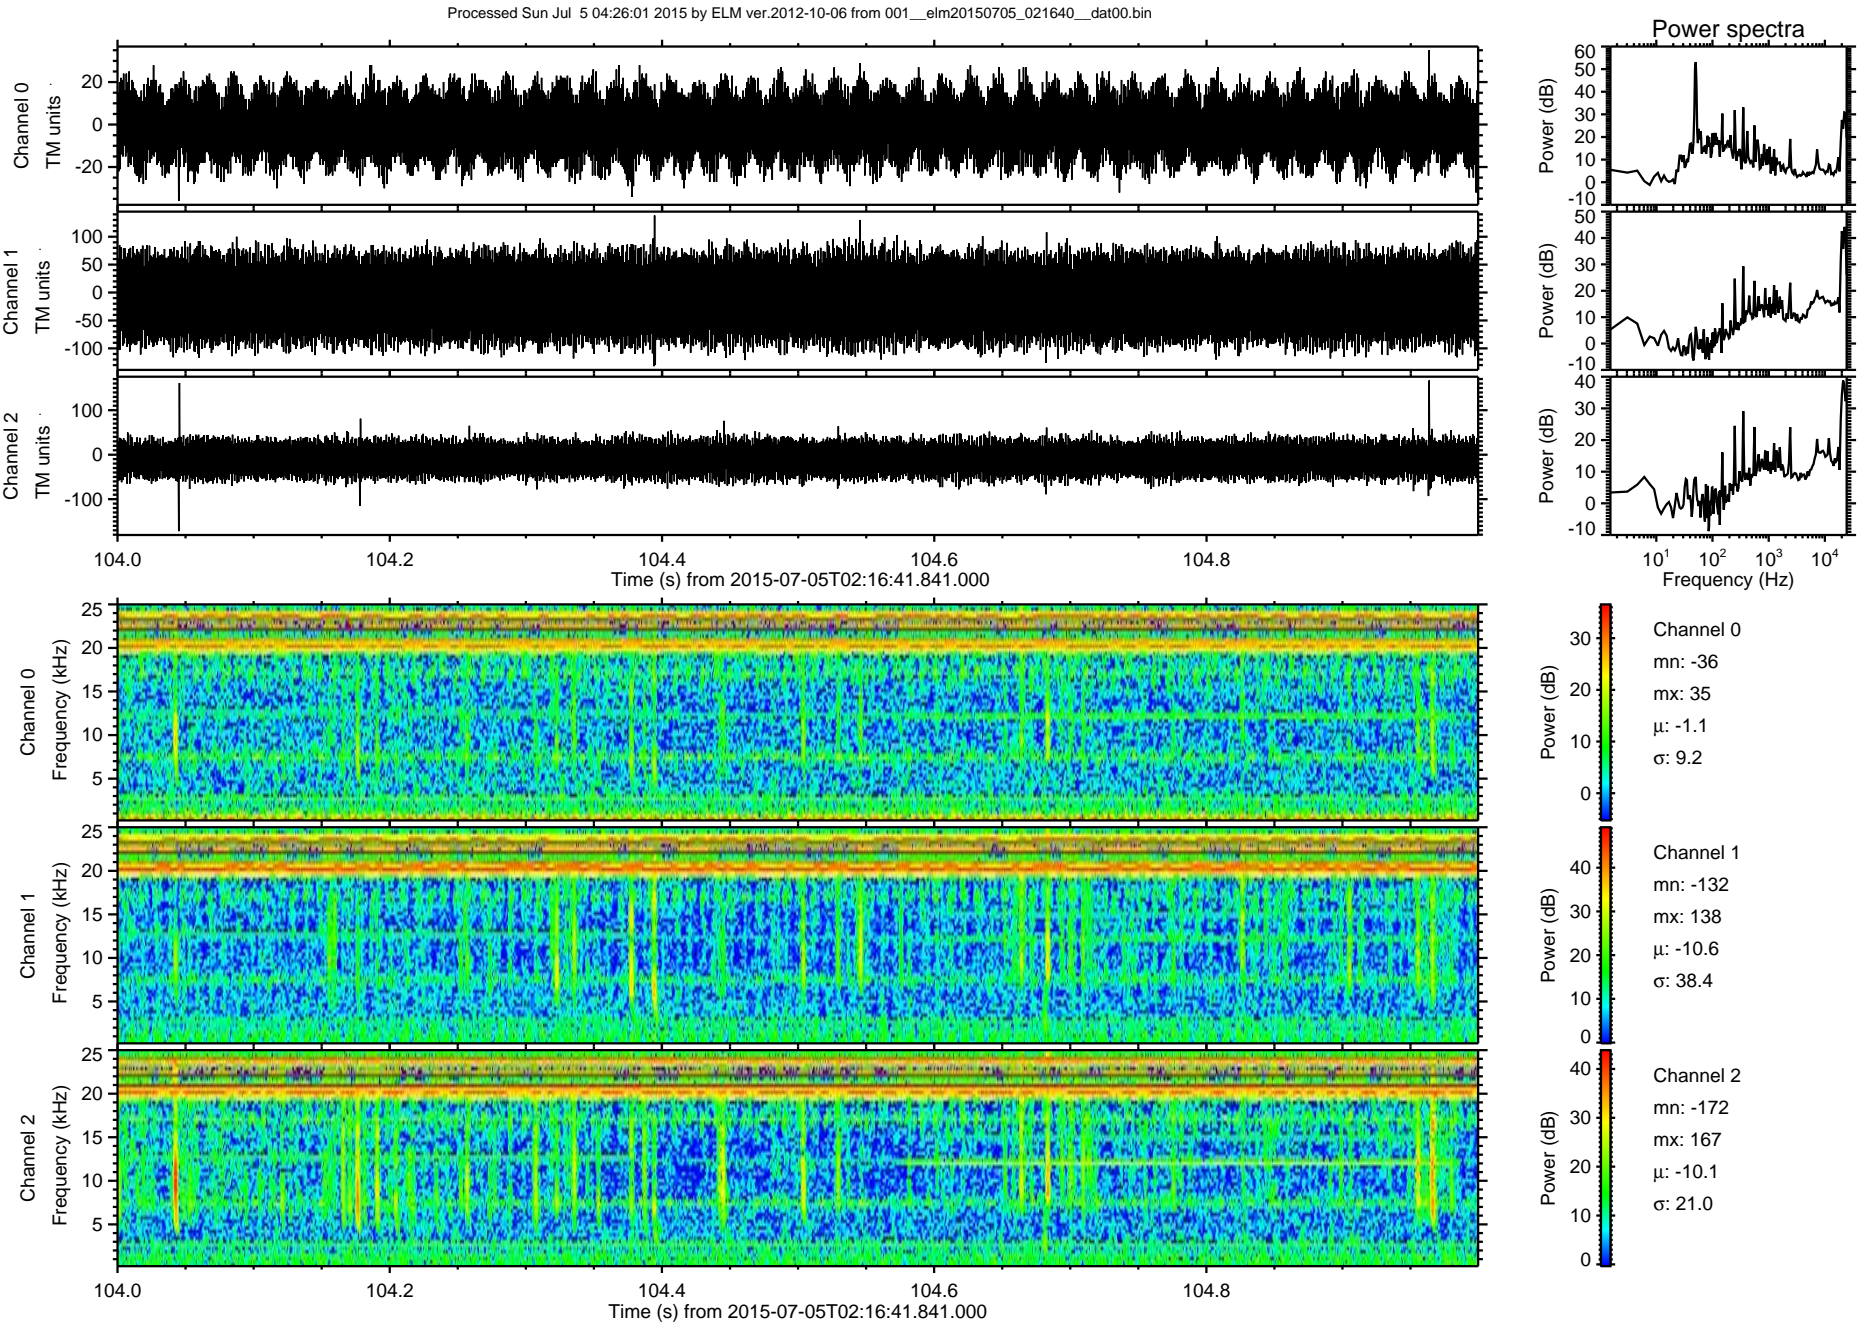 Processed Sun Jul  5 04:26:01 2015 by ELM ver.2012-10-06 from 001__elm20150705_021640__dat00.bin
Power spectra
Channel 0
TM units
20
0
-20
Power (dB)
60
50
40
30
20
10
0
-10
Channel 1
TM units
100
50
0
-50
-100
Power (dB)
50
40
30
20
10
0
-10
Channel 2
TM units
100
0
-100
Power (dB)
40
30
20
10
0
-10
104.0 104.2 104.4 104.6 104.8
Time (s) from 2015-07-05T02:16:41.841.000
10¹ 10² 10³ 10⁴
Frequency (Hz)
Channel 0
Frequency (kHz)
25
20
15
10
5
Power (dB)
30
20
10
0
Channel 0
mn: -36
mx: 35
μ: -1.1
σ: 9.2
Channel 1
Frequency (kHz)
25
20
15
10
5
Power (dB)
40
30
20
10
0
Channel 1
mn: -132
mx: 138
μ: -10.6
σ: 38.4
Channel 2
Frequency (kHz)
25
20
15
10
5
Power (dB)
40
30
20
10
0
Channel 2
mn: -172
mx: 167
μ: -10.1
σ: 21.0
104.0 104.2 104.4 104.6 104.8
Time (s) from 2015-07-05T02:16:41.841.000